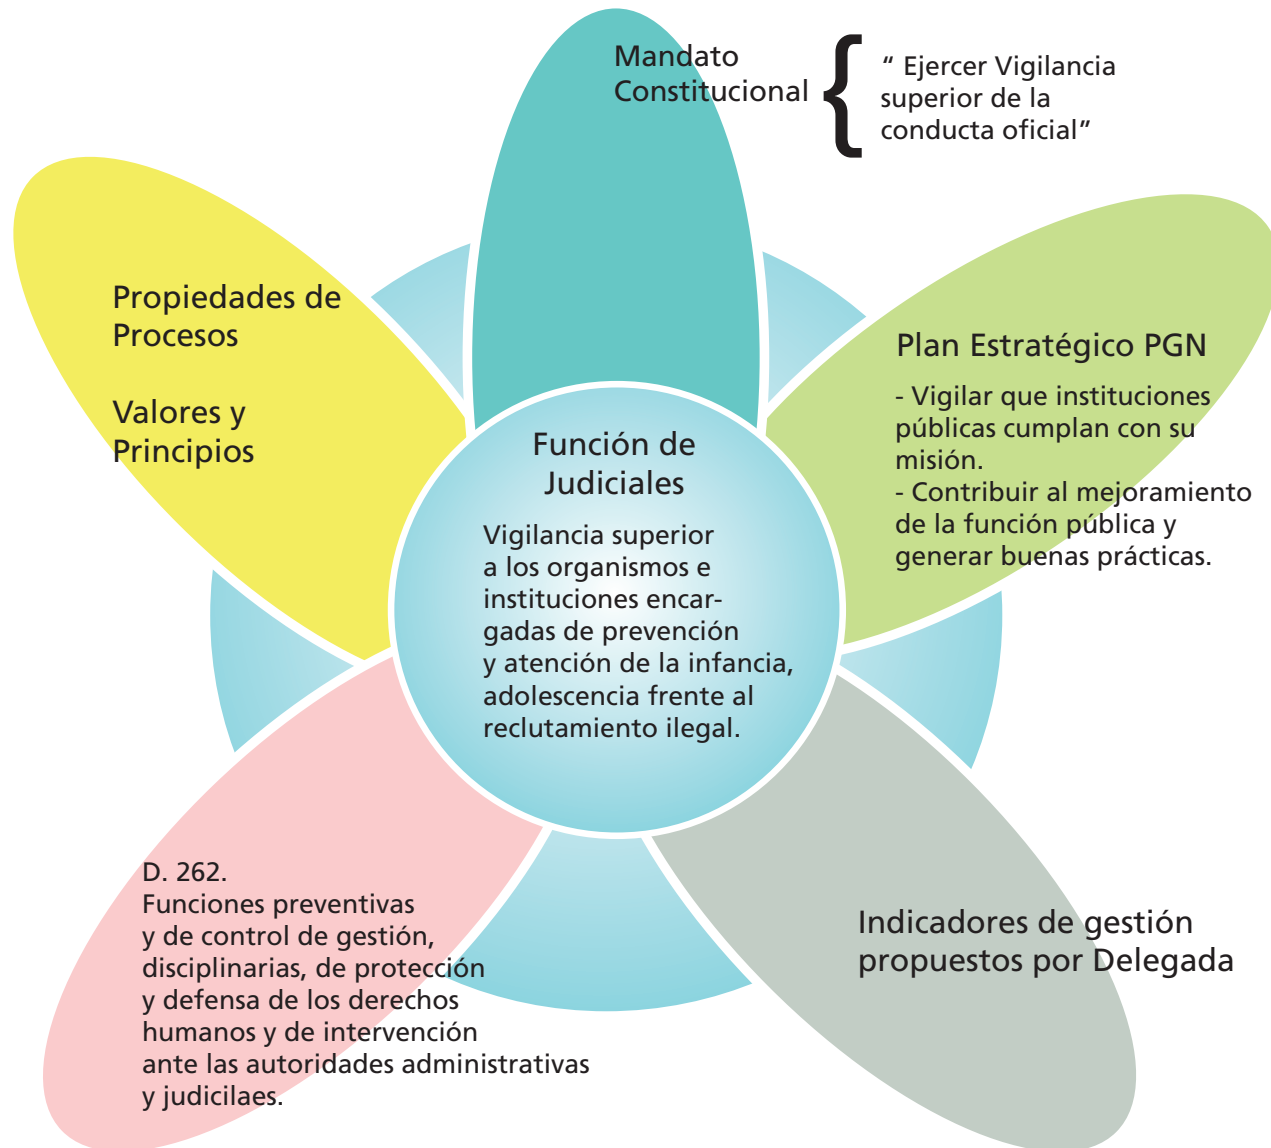 Mandato
Constitucional
{
“ Ejercer Vigilancia
superior de la
conducta oficial”
Propiedades de
Procesos
Valores y
Principios
Plan Estratégico PGN
- Vigilar que instituciones
públicas cumplan con su
misión.
- Contribuir al mejoramiento
de la función pública y
generar buenas prácticas.
Función de
Judiciales
Vigilancia superior
a los organismos e
instituciones encar-
gadas de prevención
y atención de la infancia,
adolescencia frente al
reclutamiento ilegal.
D. 262.
Funciones preventivas
y de control de gestión,
disciplinarias, de protección
y defensa de los derechos
humanos y de intervención
ante las autoridades administrativas
y judicilaes.
Indicadores de gestión
propuestos por Delegada